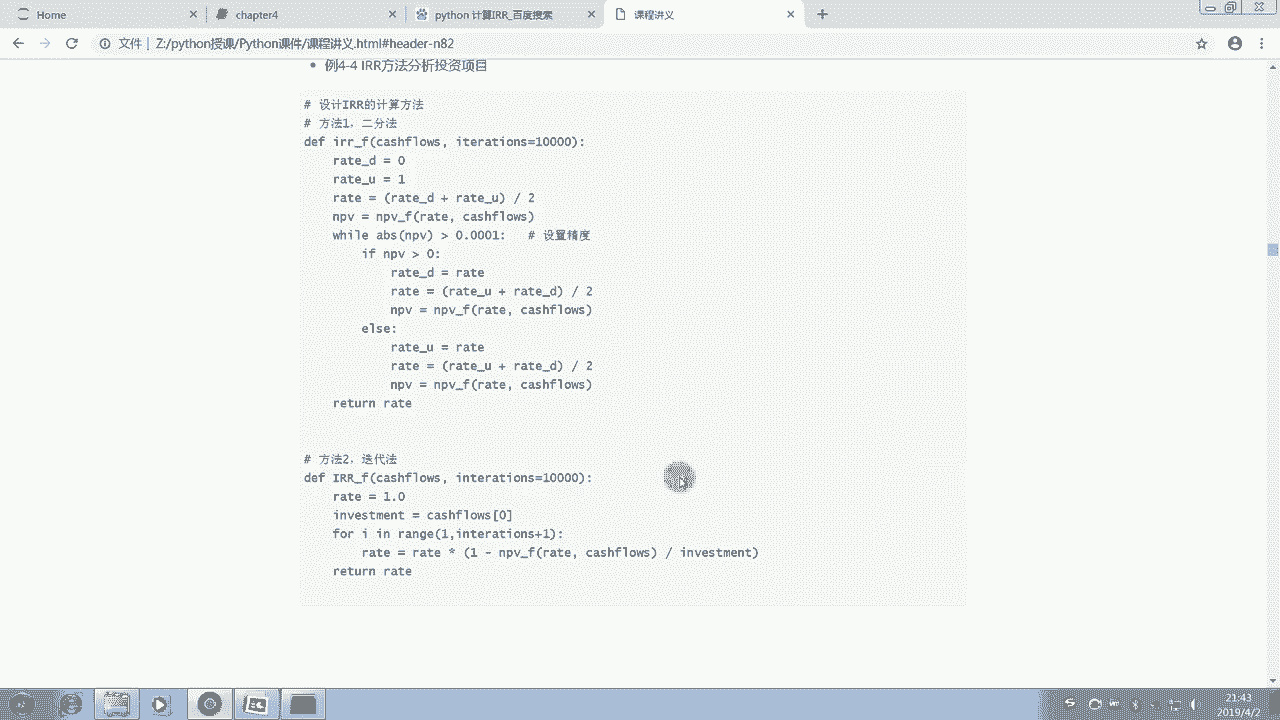 Home
chapter4
python 计算IRR_百度搜索
课程讲义
文件 | Z:/python授课/Python课件/课程讲义.html#header-n82
例4-4 IRR方法分析投资项目
# 设计IRR的计算方法
# 方法1，二分法
def irr_f(cashflows, iterations=10000):
    rate_d = 0
    rate_u = 1
    rate = (rate_d + rate_u) / 2
    npv = npv_f(rate, cashflows)
    while abs(npv) > 0.0001:   # 设置精度
        if npv > 0:
            rate_d = rate
            rate = (rate_u + rate_d) / 2
            npv = npv_f(rate, cashflows)
        else:
            rate_u = rate
            rate = (rate_u + rate_d) / 2
            npv = npv_f(rate, cashflows)
    return rate
# 方法2，迭代法
def IRR_f(cashflows, interations=10000):
    rate = 1.0
    investment = cashflows[0]
    for i in range(1,interations+1):
        rate = rate * (1 - npv_f(rate, cashflows) / investment)
    return rate
21:43